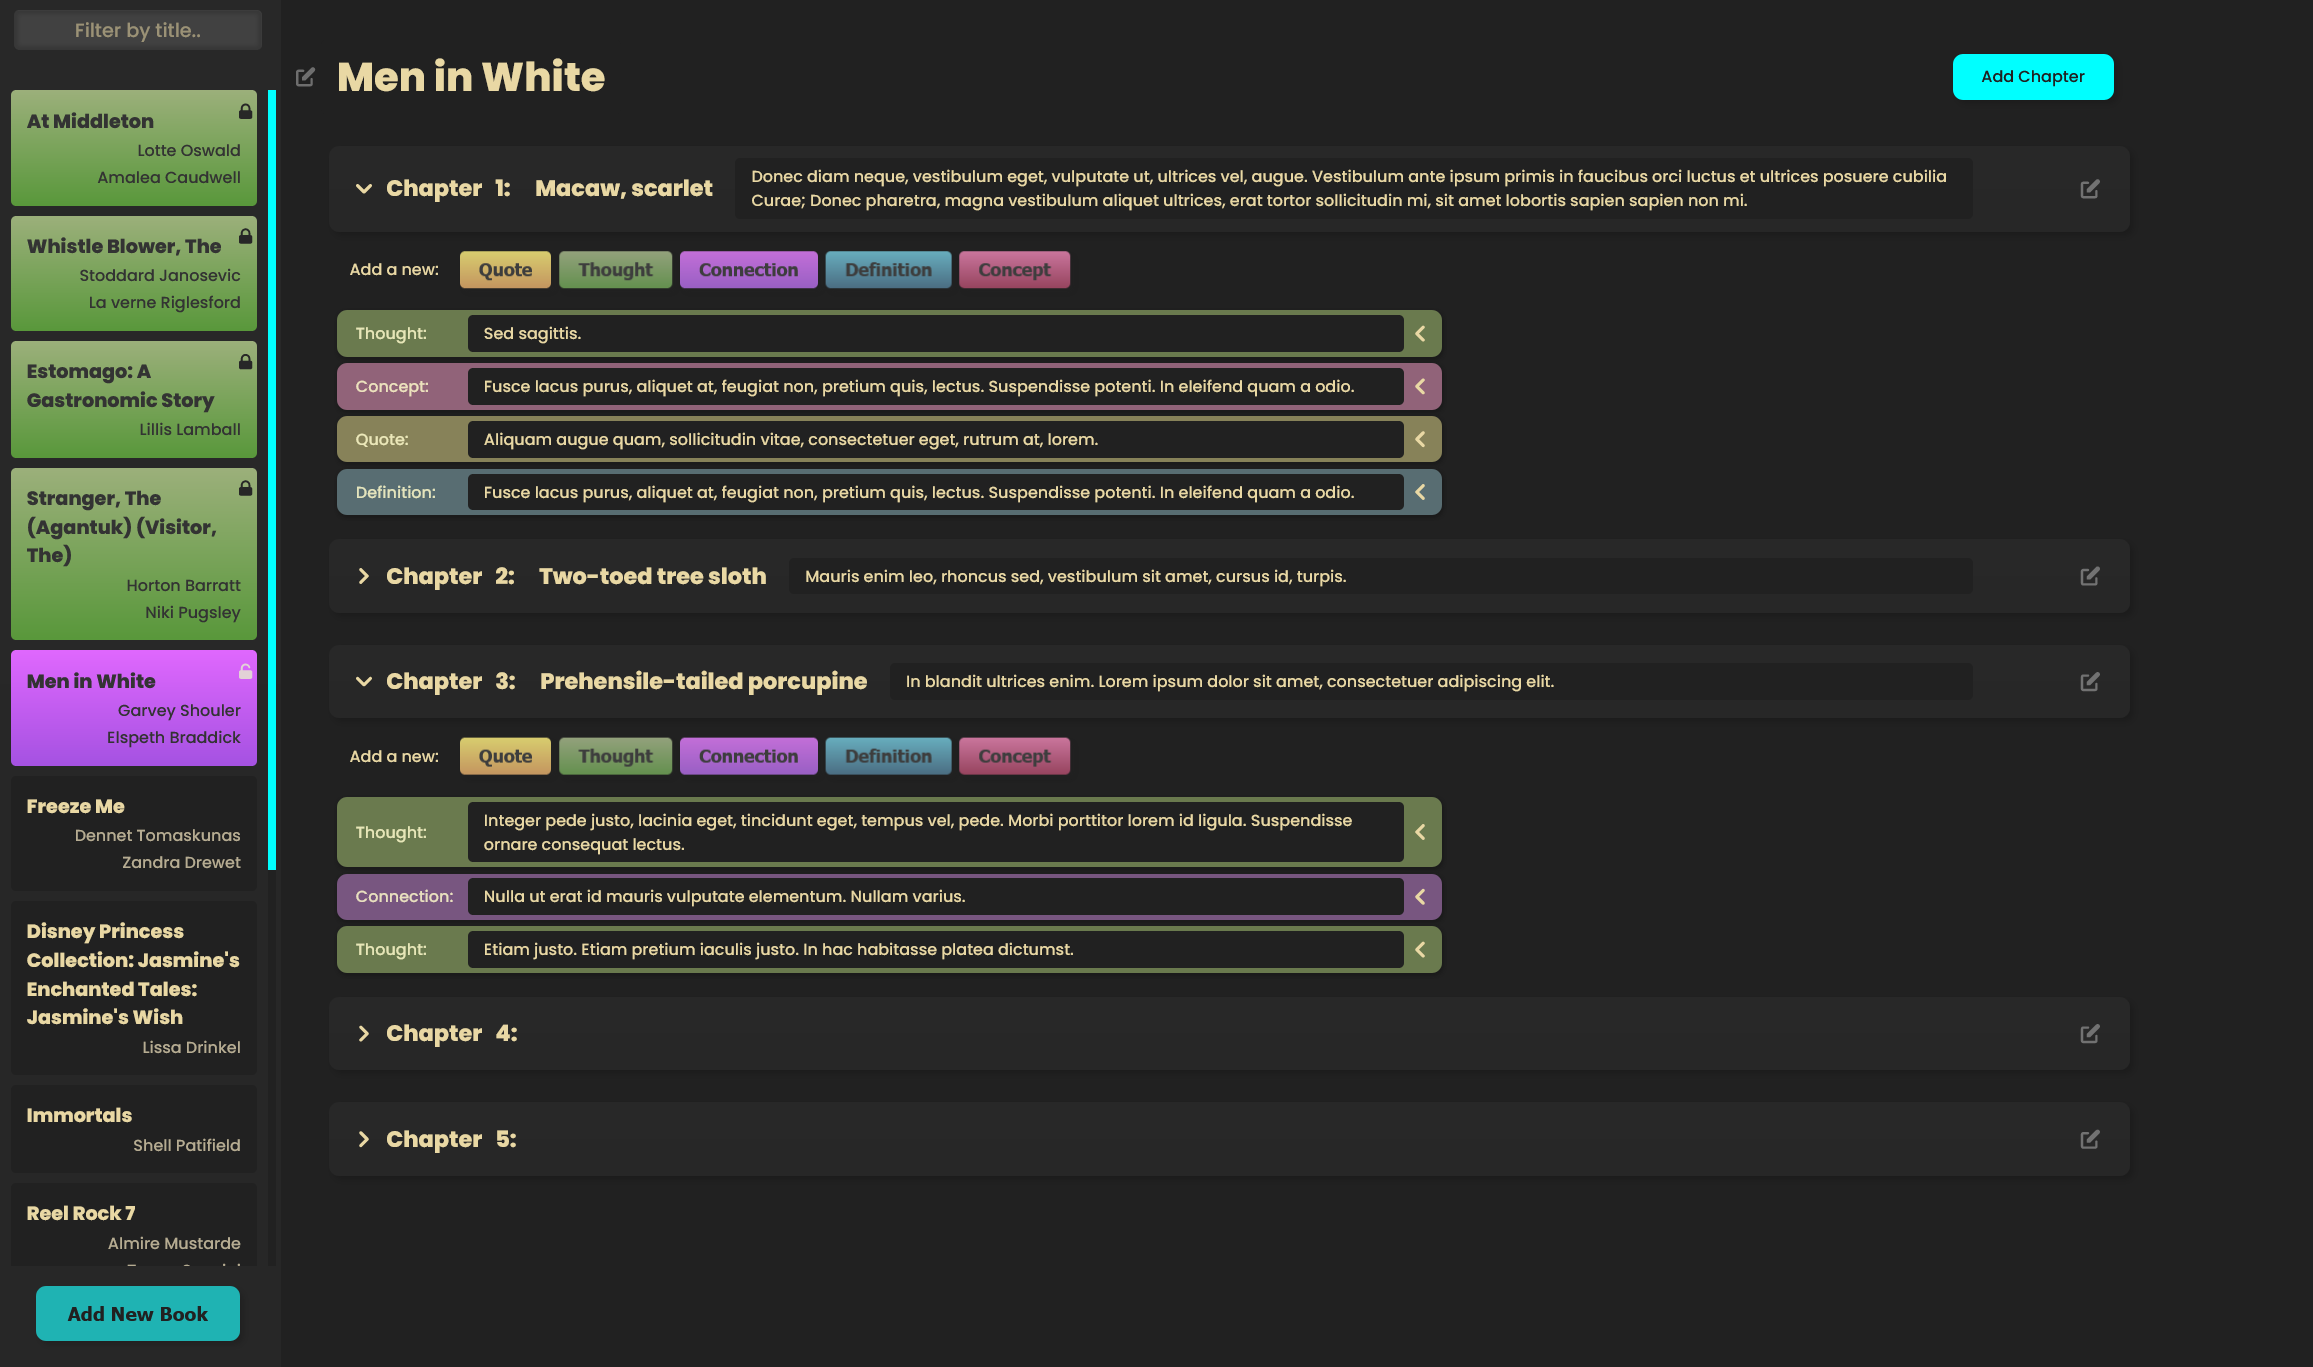 Filter by title..
At Middleton
Lotte Oswald
Amalea Caudwell
Whistle Blower, The
Stoddard Janosevic
La verne Riglesford
Estomago: A
Gastronomic Story
Lillis Lamball
Stranger, The
(Agantuk) (Visitor,
The)
Horton Barratt
Niki Pugsley
Men in White
Garvey Shouler
Elspeth Braddick
Freeze Me
Dennet Tomaskunas
Zandra Drewet
Disney Princess
Collection: Jasmine's
Enchanted Tales:
Jasmine's Wish
Lissa Drinkel
Immortals
Shell Patifield
Reel Rock 7
Almire Mustarde
Add New Book
Men in White
Add Chapter
Chapter 1: Macaw, scarlet
Donec diam neque, vestibulum eget, vulputate ut, ultrices vel, augue. Vestibulum ante ipsum primis in faucibus orci luctus et ultrices posuere cubilia
Curae; Donec pharetra, magna vestibulum aliquet ultrices, erat tortor sollicitudin mi, sit amet lobortis sapien sapien non mi.
Add a new: Quote Thought Connection Definition Concept
Thought: Sed sagittis.
Concept: Fusce lacus purus, aliquet at, feugiat non, pretium quis, lectus. Suspendisse potenti. In eleifend quam a odio.
Quote: Aliquam augue quam, sollicitudin vitae, consectetuer eget, rutrum at, lorem.
Definition: Fusce lacus purus, aliquet at, feugiat non, pretium quis, lectus. Suspendisse potenti. In eleifend quam a odio.
Chapter 2: Two-toed tree sloth Mauris enim leo, rhoncus sed, vestibulum sit amet, cursus id, turpis.
Chapter 3: Prehensile-tailed porcupine In blandit ultrices enim. Lorem ipsum dolor sit amet, consectetuer adipiscing elit.
Add a new: Quote Thought Connection Definition Concept
Thought: Integer pede justo, lacinia eget, tincidunt eget, tempus vel, pede. Morbi porttitor lorem id ligula. Suspendisse
ornare consequat lectus.
Connection: Nulla ut erat id mauris vulputate elementum. Nullam varius.
Thought: Etiam justo. Etiam pretium iaculis justo. In hac habitasse platea dictumst.
Chapter 4:
Chapter 5: